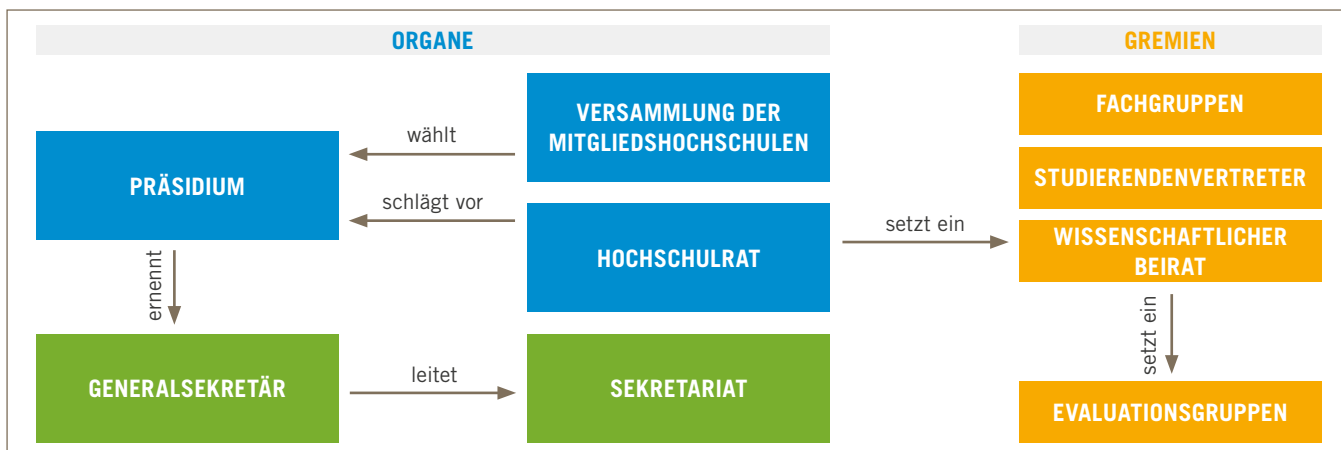 ORGANE
GREMIEN
VERSAMMLUNG DER
MITGLIEDSHOCHSCHULEN
wählt
PRÄSIDIUM
schlägt vor
HOCHSCHULRAT
ernennt
GENERALSEKRETÄR
leitet
SEKRETARIAT
setzt ein
FACHGRUPPEN
STUDIERENDENVERTRETER
WISSENSCHAFTLICHER
BEIRAT
setzt ein
EVALUATIONSGRUPPEN